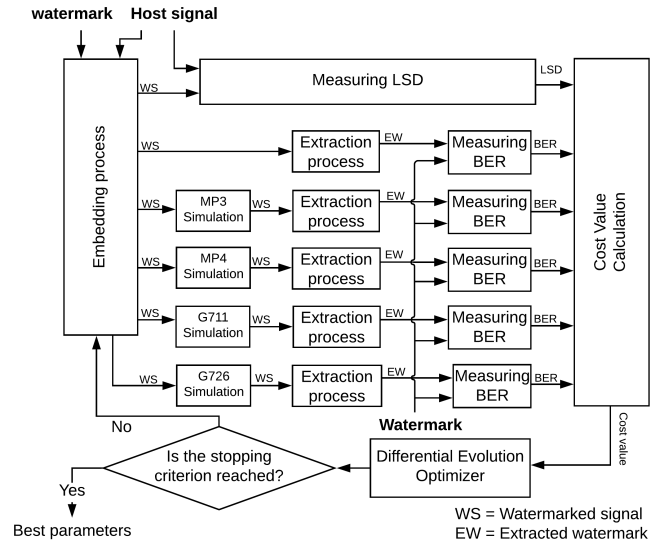 watermark
Host signal
Embedding process
WS
Measuring LSD
LSD
WS
Extraction
process
EW
Measuring
BER
BER
WS
MP3
Simulation
WS
Extraction
process
EW
Measuring
BER
BER
WS
MP4
Simulation
WS
Extraction
process
EW
Measuring
BER
BER
WS
G711
Simulation
WS
Extraction
process
EW
Measuring
BER
BER
WS
G726
Simulation
WS
Extraction
process
EW
Measuring
BER
BER
Cost Value
Calculation
Watermark
Cost value
Differential Evolution
Optimizer
Is the stopping
criterion reached?
No
Yes
Best parameters
WS = Watermarked signal
EW = Extracted watermark